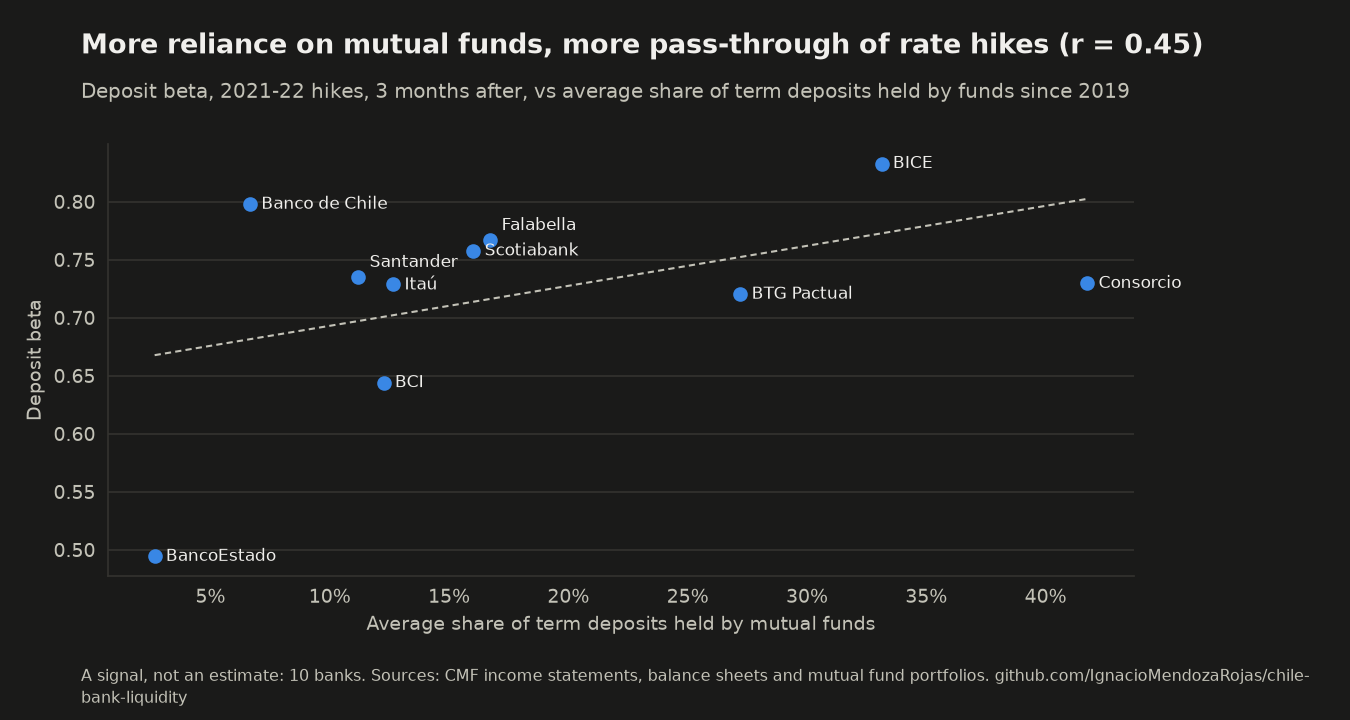 More reliance on mutual funds, more pass-through of rate hikes (r = 0.45)
Deposit beta, 2021-22 hikes, 3 months after, vs average share of term deposits held by funds since 2019
BICE
0.80
Banco de Chile
Falabella
Scotiabank
0.75
Santander
Itaú
Consorcio
BTG Pactual
0.70
Deposit beta
0.65
BCI
0.60
0.55
0.50
BancoEstado
5% 10% 15% 20% 25% 30% 35% 40%
Average share of term deposits held by mutual funds
A signal, not an estimate: 10 banks. Sources: CMF income statements, balance sheets and mutual fund portfolios. github.com/IgnacioMendozaRojas/chile-
bank-liquidity